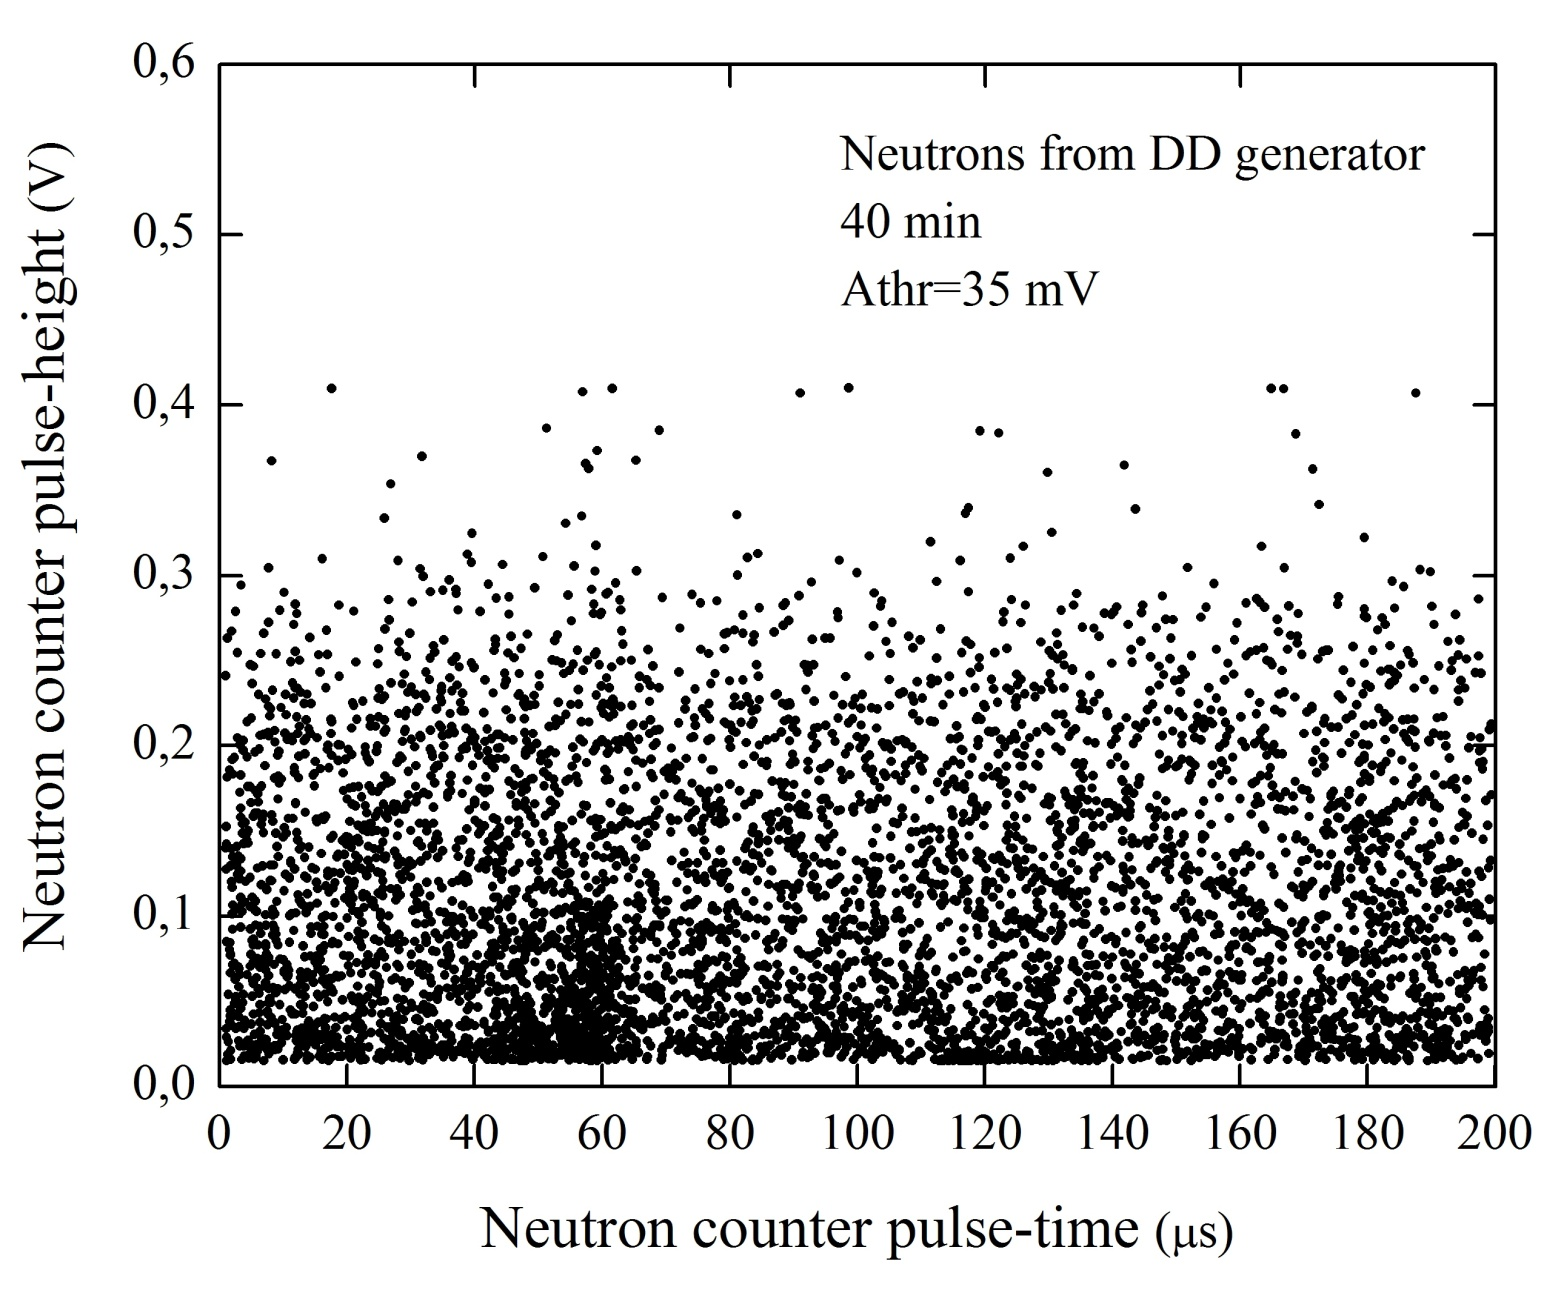 0,6
Neutrons from DD generator
40 min
Athr=35 mV
0,5
0,4
0,3
0,2
0,1
0,0
Neutron counter pulse-height (V)
0 20 40 60 80 100 120 140 160 180 200
Neutron counter pulse-time (μs)